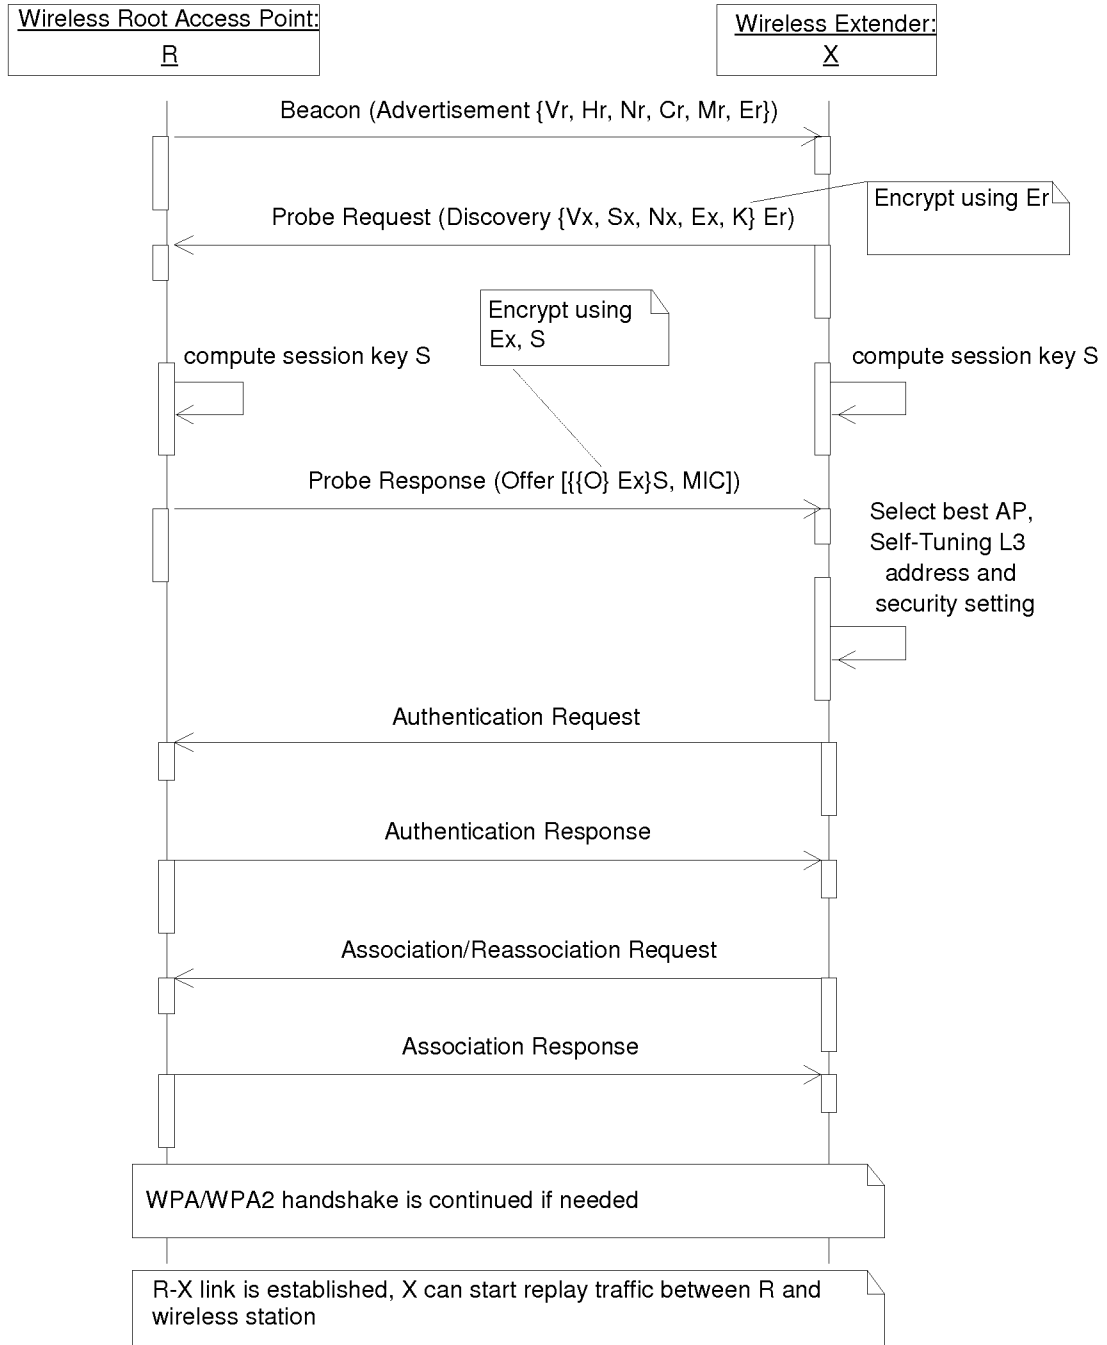 Wireless Root Access Point:
R
Wireless Extender:
X
Beacon (Advertisement {Vr, Hr, Nr, Cr, Mr, Er})
Encrypt using Er
Probe Request (Discovery {Vx, Sx, Nx, Ex, K} Er)
Encrypt using
Ex, S
compute session key S
compute session key S
Probe Response (Offer [{{O} Ex}S, MIC])
Select best AP,
Self-Tuning L3
address and
security setting
Authentication Request
Authentication Response
Association/Reassociation Request
Association Response
WPA/WPA2 handshake is continued if needed
R-X link is established, X can start replay traffic between R and
wireless station